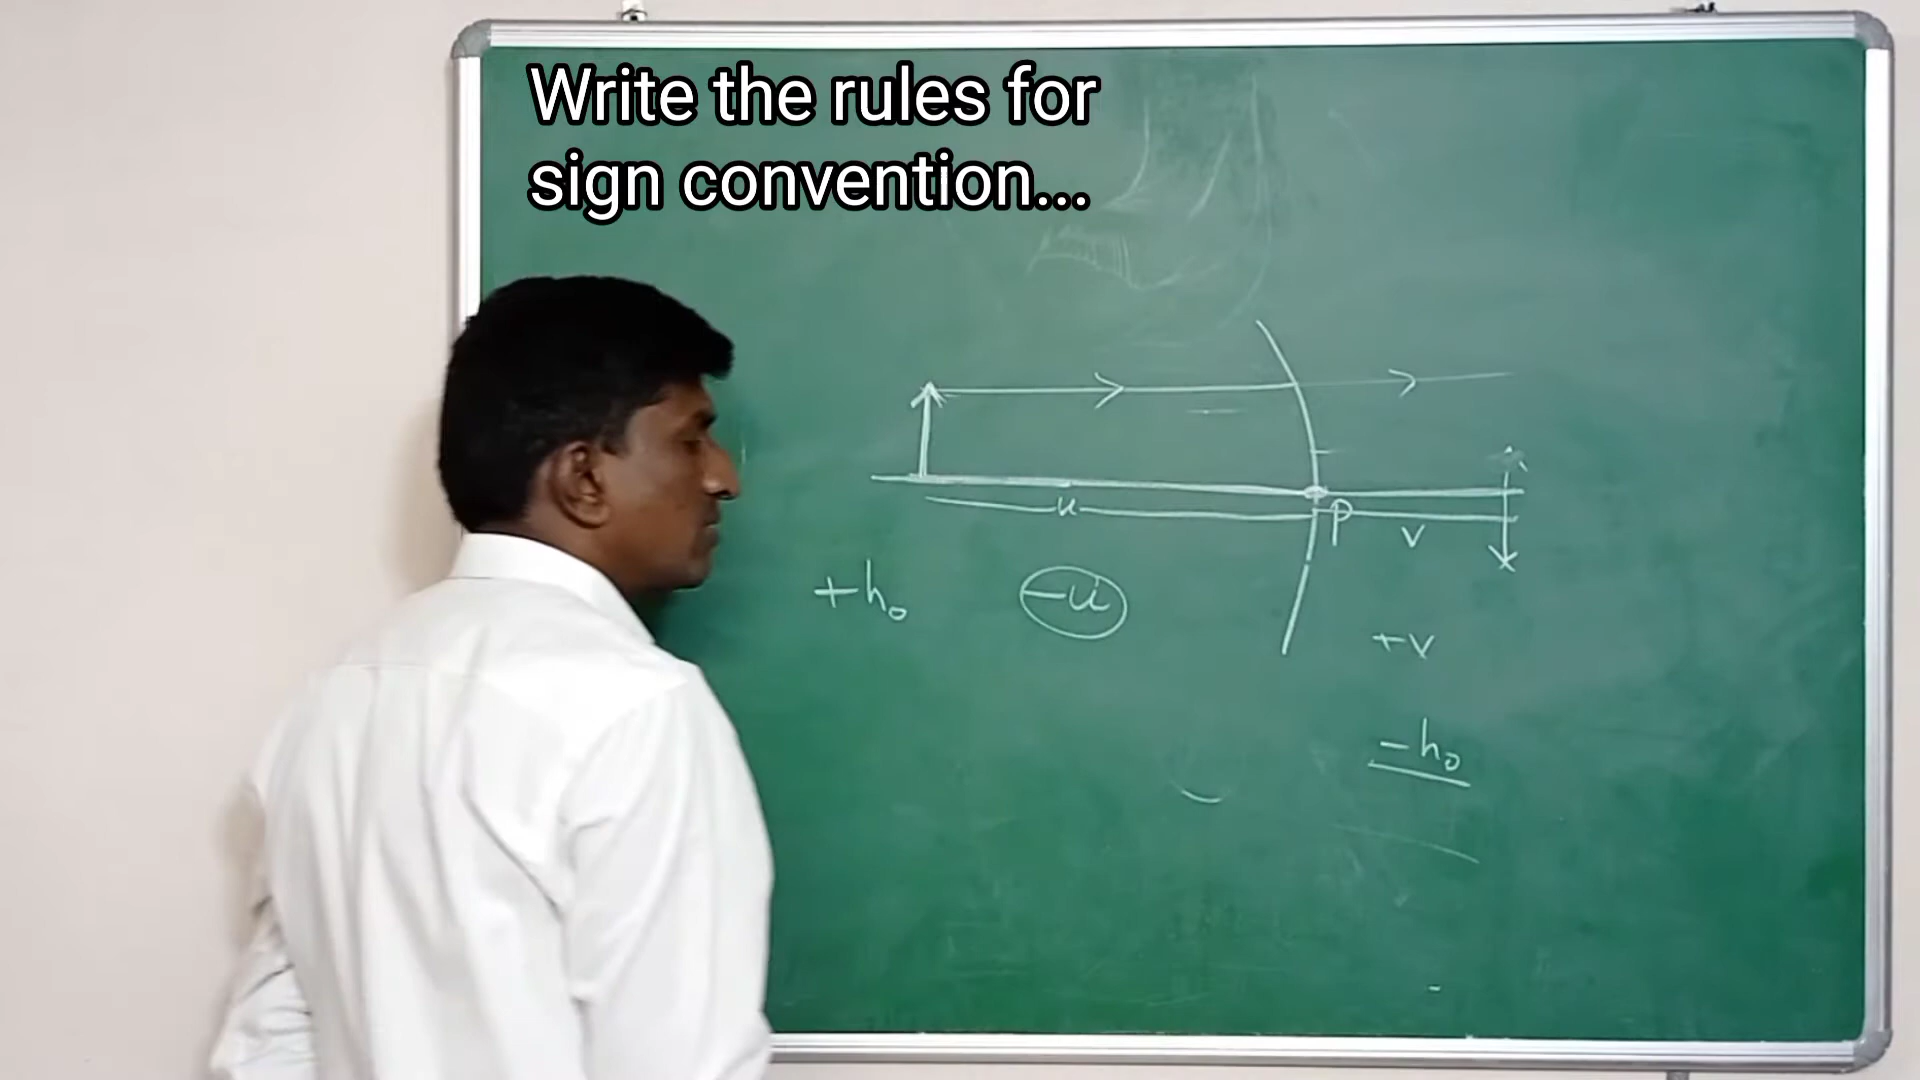 Write the rules for
sign convention...
u
P
v
+h₀
-u
+v
-h₀